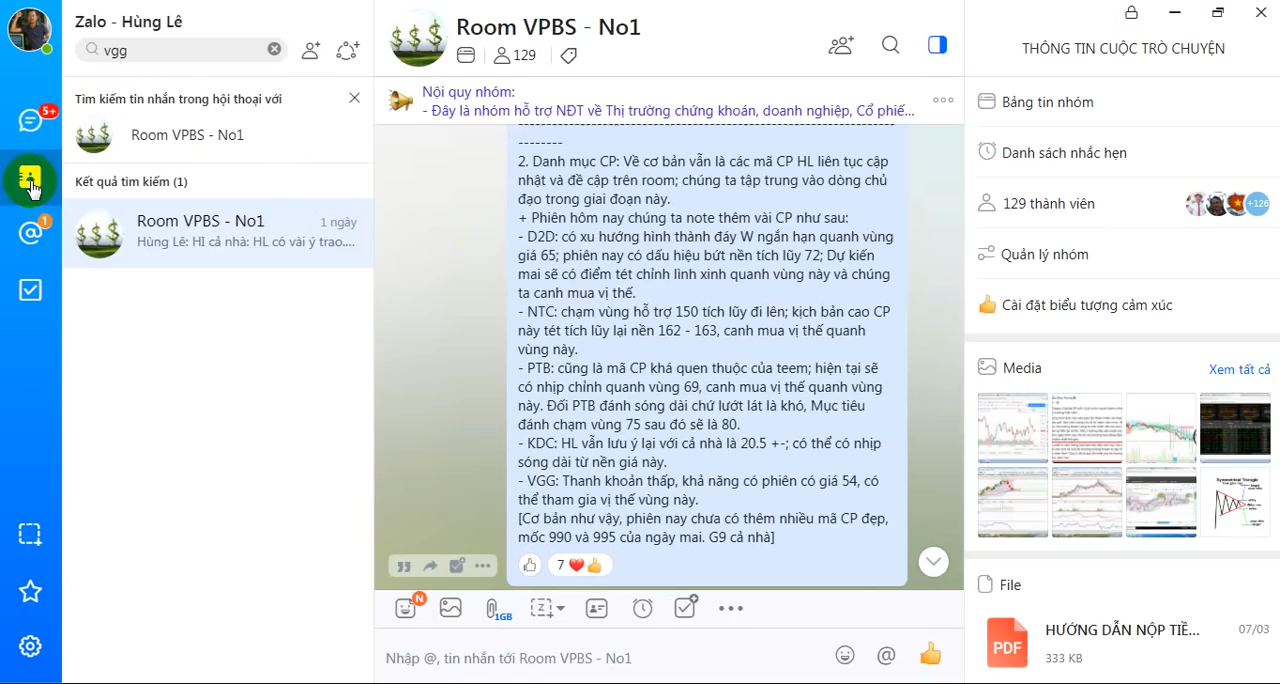 Zalo - Hùng Lê
vgg
5+
1
Tìm kiếm tin nhắn trong hội thoại với
Room VPBS - No1
Kết quả tìm kiếm (1)
Room VPBS - No1
1 ngày
Hùng Lê: HI cả nhà: HL có vài ý trao....
Room VPBS - No1
129
Nội quy nhóm:
- Đây là nhóm hỗ trợ NĐT về Thị trường chứng khoán, doanh nghiệp, Cổ phiế...
--------
2. Danh mục CP: Về cơ bản vẫn là các mã CP HL liên tục cập
nhật và đề cập trên room; chúng ta tập trung vào dòng chủ
đạo trong giai đoạn này.
+ Phiên hôm nay chúng ta note thêm vài CP như sau:
- D2D: có xu hướng hình thành đáy W ngắn hạn quanh vùng
giá 65; phiên nay có dấu hiệu bứt nền tích lũy 72; Dự kiến
mai sẽ có điểm tét chỉnh lình xình quanh vùng này và chúng
ta canh mua vị thế.
- NTC: chạm vùng hỗ trợ 150 tích lũy đi lên; kịch bản cao CP
này tét tích lũy lại nền 162 - 163, canh mua vị thế quanh
vùng này.
- PTB: cũng là mã CP khá quen thuộc của teem; hiện tại sẽ
có nhịp chỉnh quanh vùng 69, canh mua vị thế quanh vùng
này. Đối PTB đánh sóng dài chứ lướt lát là khó, Mục tiêu
đánh chạm vùng 75 sau đó sẽ là 80.
- KDC: HL vẫn lưu ý lại với cả nhà là 20.5 +-; có thể có nhịp
sóng dài từ nền giá này.
- VGG: Thanh khoản thấp, khả năng có phiên có giá 54, có
thể tham gia vị thế vùng này.
[Cơ bản như vậy, phiên nay chưa có thêm nhiều mã CP đẹp,
mốc 990 và 995 của ngày mai. G9 cả nhà]
7
N
1GB
Nhập @, tin nhắn tới Room VPBS - No1
THÔNG TIN CUỘC TRÒ CHUYỆN
Bảng tin nhóm
Danh sách nhắc hẹn
129 thành viên
+126
Quản lý nhóm
Cài đặt biểu tượng cảm xúc
Media
Xem tất cả
Symmetrical Triangle
File
PDF
HƯỚNG DẪN NỘP TIỀ...
07/03
333 KB